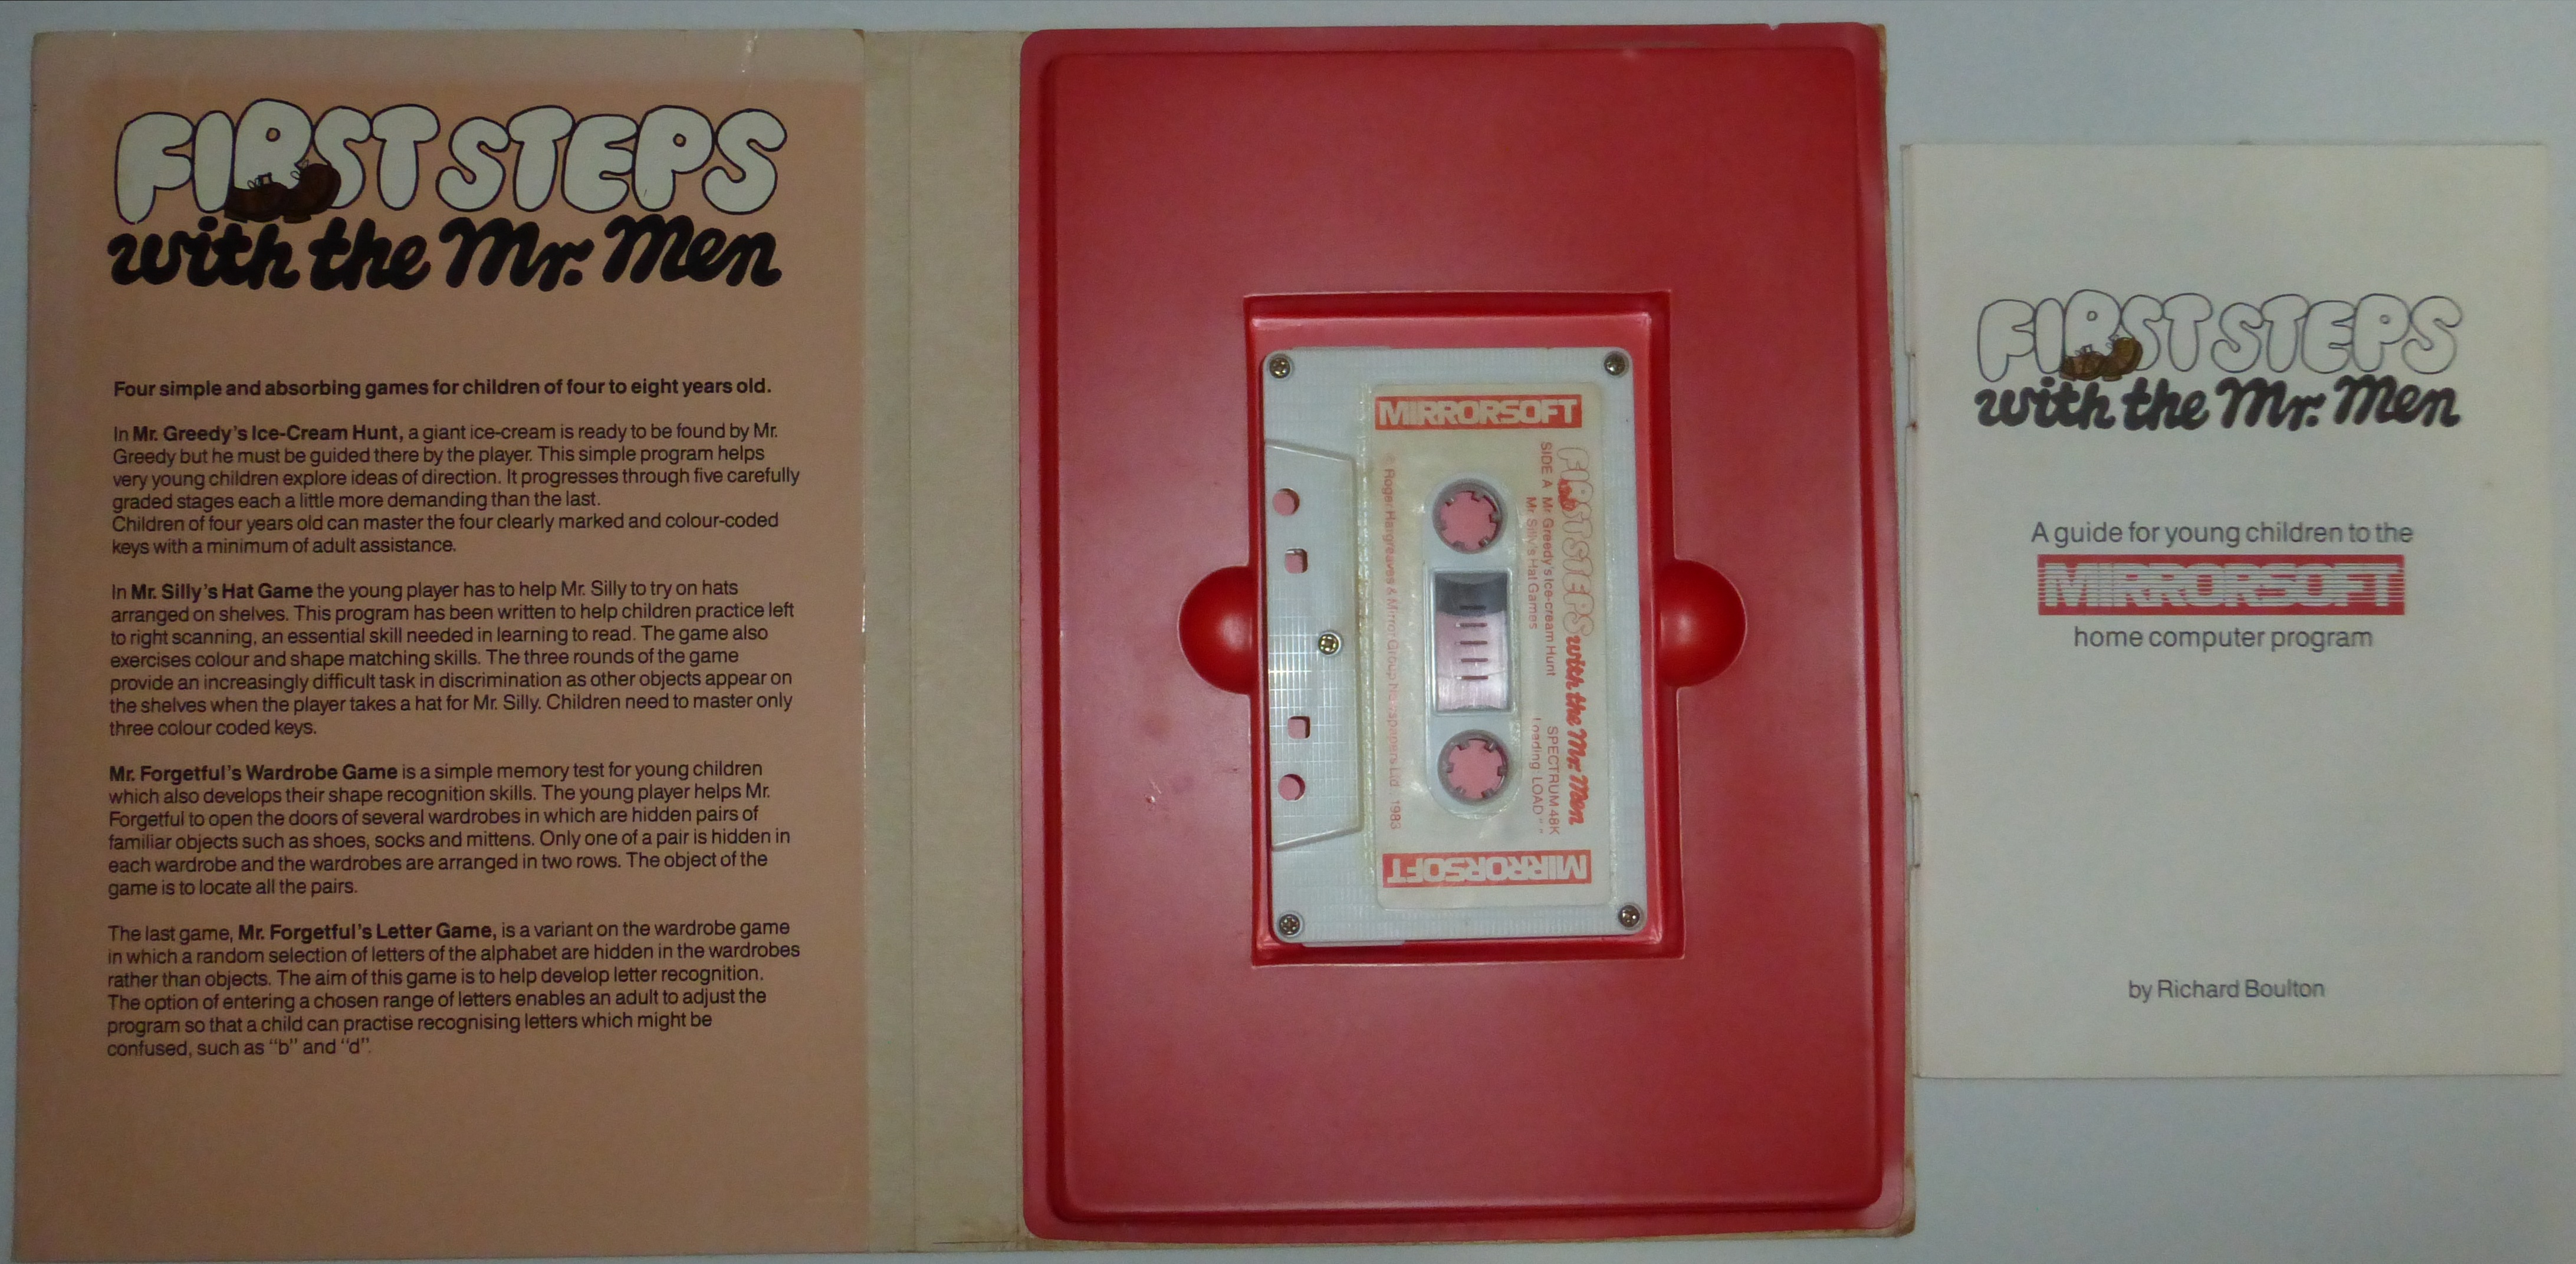 FIRST STEPS
with the Mr. Men
Four simple and absorbing games for children of four to eight years old.
In Mr. Greedy's Ice-Cream Hunt, a giant ice-cream is ready to be found by Mr.
Greedy but he must be guided there by the player. This simple program helps
very young children explore ideas of direction. It progresses through five carefully
graded stages each a little more demanding than the last.
Children of four years old can master the four clearly marked and colour-coded
keys with a minimum of adult assistance.
In Mr. Silly's Hat Game the young player has to help Mr. Silly to try on hats
arranged on shelves. This program has been written to help children practice left
to right scanning, an essential skill needed in learning to read. The game also
exercises colour and shape matching skills. The three rounds of the game
provide an increasingly difficult task in discrimination as other objects appear on
the shelves when the player takes a hat for Mr. Silly. Children need to master only
three colour coded keys.
Mr. Forgetful's Wardrobe Game is a simple memory test for young children
which also develops their shape recognition skills. The young player helps Mr.
Forgetful to open the doors of several wardrobes in which are hidden pairs of
familiar objects such as shoes, socks and mittens. Only one of a pair is hidden in
each wardrobe and the wardrobes are arranged in two rows. The object of the
game is to locate all the pairs.
The last game, Mr. Forgetful's Letter Game, is a variant on the wardrobe game
in which a random selection of letters of the alphabet are hidden in the wardrobes
rather than objects. The aim of this game is to help develop letter recognition.
The option of entering a chosen range of letters enables an adult to adjust the
program so that a child can practise recognising letters which might be
confused, such as "b" and "d".
MIRRORSOFT
FIRST STEPS with the Mr. Men
SIDE A Mr Greedy's Ice-cream Hunt SPECTRUM 48K
Mr Silly's Hat Games Loading: LOAD " "
© Roger Hargreaves & Mirror Group Newspapers Ltd. 1983
MIRRORSOFT
FIRST STEPS
with the Mr. Men
A guide for young children to the
MIRRORSOFT
home computer program
by Richard Boulton